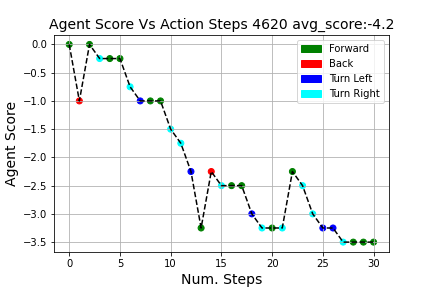 Agent Score Vs Action Steps 4620 avg_score:-4.2
Forward
Back
Turn Left
Turn Right
Agent Score
0.0
−0.5
−1.0
−1.5
−2.0
−2.5
−3.0
−3.5
0 5 10 15 20 25 30
Num. Steps